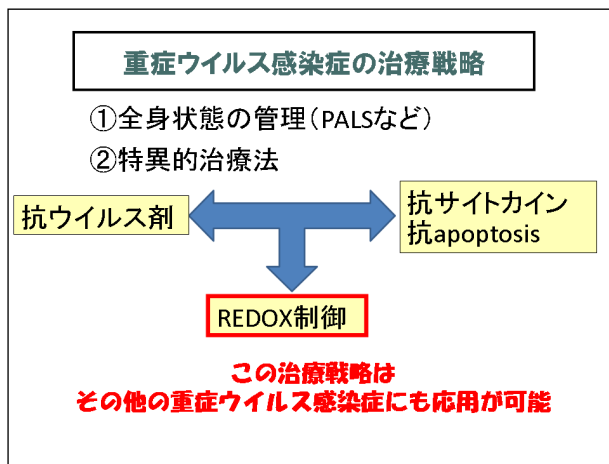 重症ウイルス感染症の治療戦略
①全身状態の管理(PALSなど)
②特異的治療法
抗ウイルス剤
抗サイトカイン
抗apoptosis
REDOX制御
この治療戦略は
その他の重症ウイルス感染症にも応用が可能